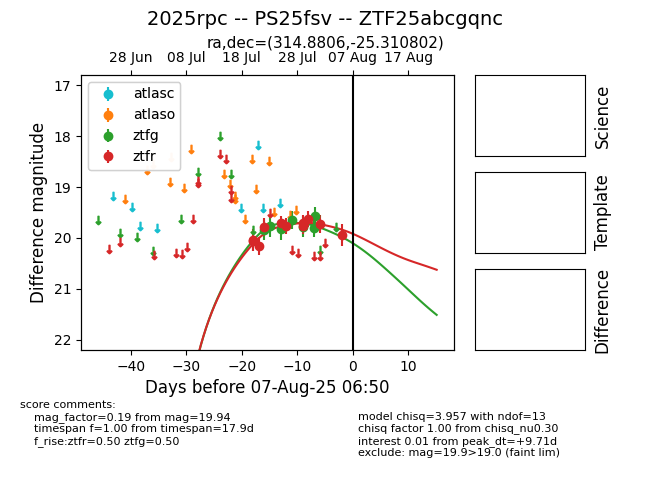 2025rpc -- PS25fsv -- ZTF25abcgqnc
ra,dec=(314.8806,-25.310802)
28 Jun 08 Jul 18 Jul 28 Jul 07 Aug 17 Aug
atlasc
atlaso
ztfg
ztfr
17
18
19
20
21
22
Difference magnitude
−40 −30 −20 −10 0 10
Days before 07-Aug-25 06:50
Science
Template
Difference
score comments:
mag_factor=0.19 from mag=19.94
timespan f=1.00 from timespan=17.9d
f_rise:ztfr=0.50 ztfg=0.50
model chisq=3.957 with ndof=13
chisq factor 1.00 from chisq_nu0.30
interest 0.01 from peak_dt=+9.71d
exclude: mag=19.9>19.0 (faint lim)